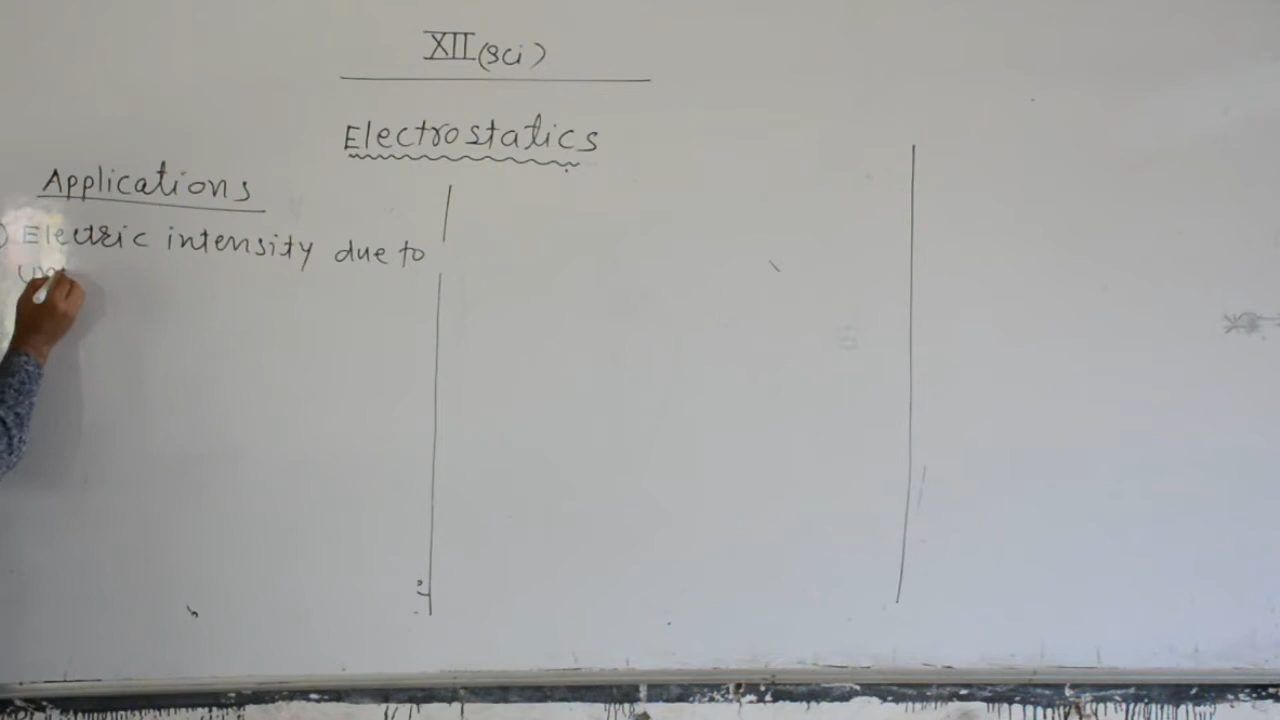 XII (Sci)
Electrostatics
Applications
) Electric intensity due to